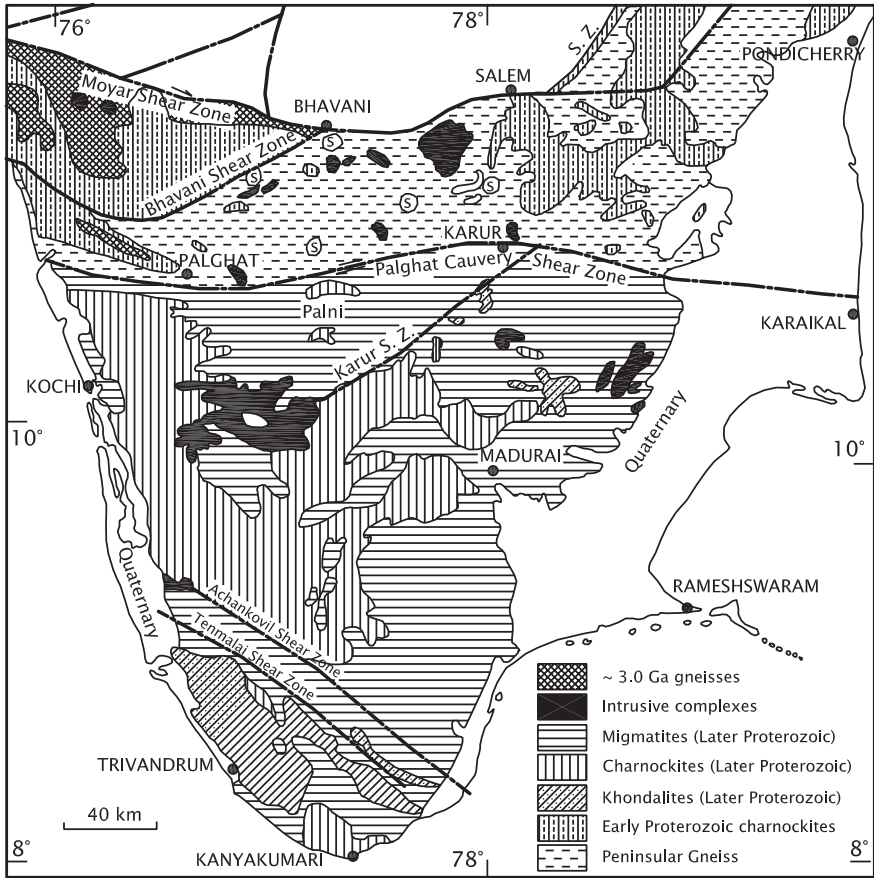 76°
78°
S. Z.
PONDICHERRY
SALEM
Moyar Shear Zone
BHAVANI
Bhavani Shear Zone
S
S
S
S
S
KARUR
PALGHAT
Palghat Cauvery Shear Zone
Palni
KARAIKAL
Karur S. Z.
KOCHI
10°
10°
Quaternary
MADURAI
Quaternary
RAMESHSWARAM
Achankovil Shear Zone
Tenmalai Shear Zone
~ 3.0 Ga gneisses
Intrusive complexes
Migmatites (Later Proterozoic)
TRIVANDRUM
Charnockites (Later Proterozoic)
Khondalites (Later Proterozoic)
40 km
Early Proterozoic charnockites
8°
KANYAKUMARI
78°
Peninsular Gneiss
8°